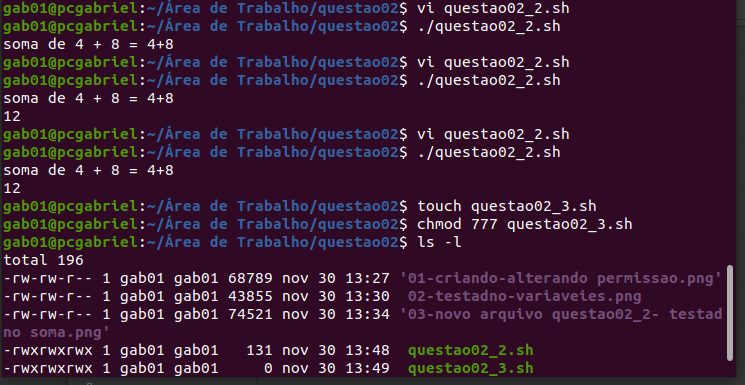 gab01@pcgabriel:~/Área de Trabalho/questao02$ vi questao02_2.sh
gab01@pcgabriel:~/Área de Trabalho/questao02$ ./questao02_2.sh
soma de 4 + 8 = 4+8
gab01@pcgabriel:~/Área de Trabalho/questao02$ vi questao02_2.sh
gab01@pcgabriel:~/Área de Trabalho/questao02$ ./questao02_2.sh
soma de 4 + 8 = 4+8
12
gab01@pcgabriel:~/Área de Trabalho/questao02$ vi questao02_2.sh
gab01@pcgabriel:~/Área de Trabalho/questao02$ ./questao02_2.sh
soma de 4 + 8 = 4+8
12
gab01@pcgabriel:~/Área de Trabalho/questao02$ touch questao02_3.sh
gab01@pcgabriel:~/Área de Trabalho/questao02$ chmod 777 questao02_3.sh
gab01@pcgabriel:~/Área de Trabalho/questao02$ ls -l
total 196
-rw-rw-r-- 1 gab01 gab01 68789 nov 30 13:27 '01-criando-alterando permissao.png'
-rw-rw-r-- 1 gab01 gab01 43855 nov 30 13:30  02-testadno-variaveies.png
-rw-rw-r-- 1 gab01 gab01 74521 nov 30 13:34 '03-novo arquivo questao02_2- testad
no soma.png'
-rwxrwxrwx 1 gab01 gab01   131 nov 30 13:48  questao02_2.sh
-rwxrwxrwx 1 gab01 gab01     0 nov 30 13:49  questao02_3.sh